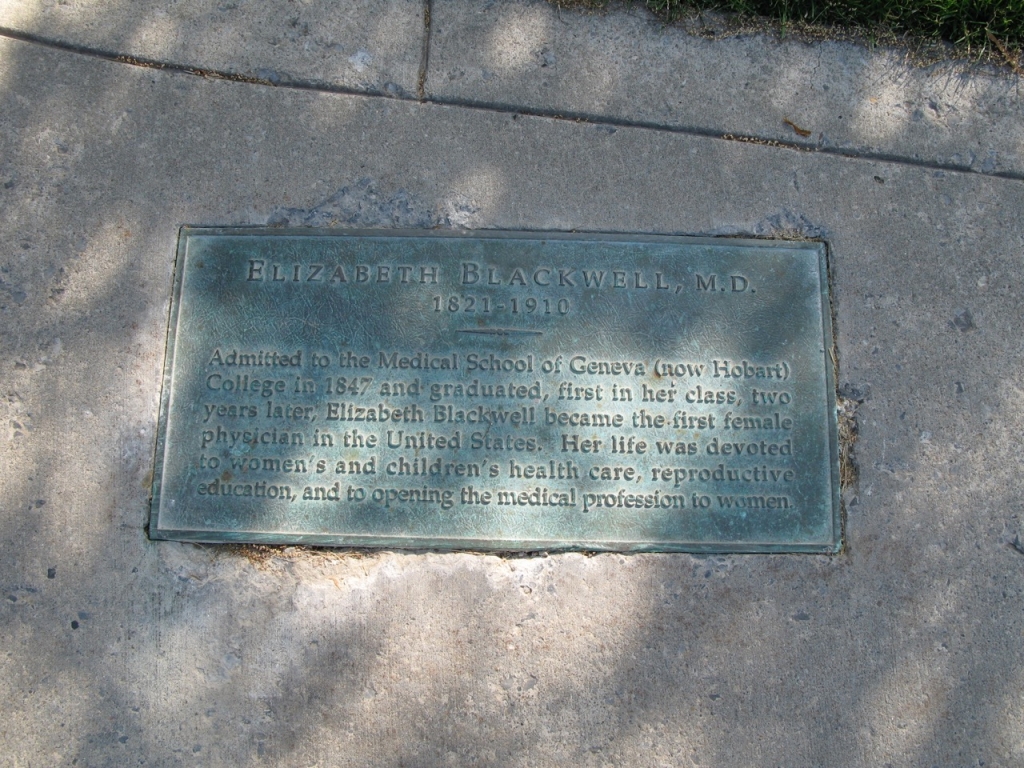 ELIZABETH BLACKWELL, M.D.
1821-1910
Admitted to the Medical School of Geneva (now Hobart)
College in 1847 and graduated, first in her class, two
years later, Elizabeth Blackwell became the first female
physician in the United States. Her life was devoted
to women's and children's health care, reproductive
education, and to opening the medical profession to women.